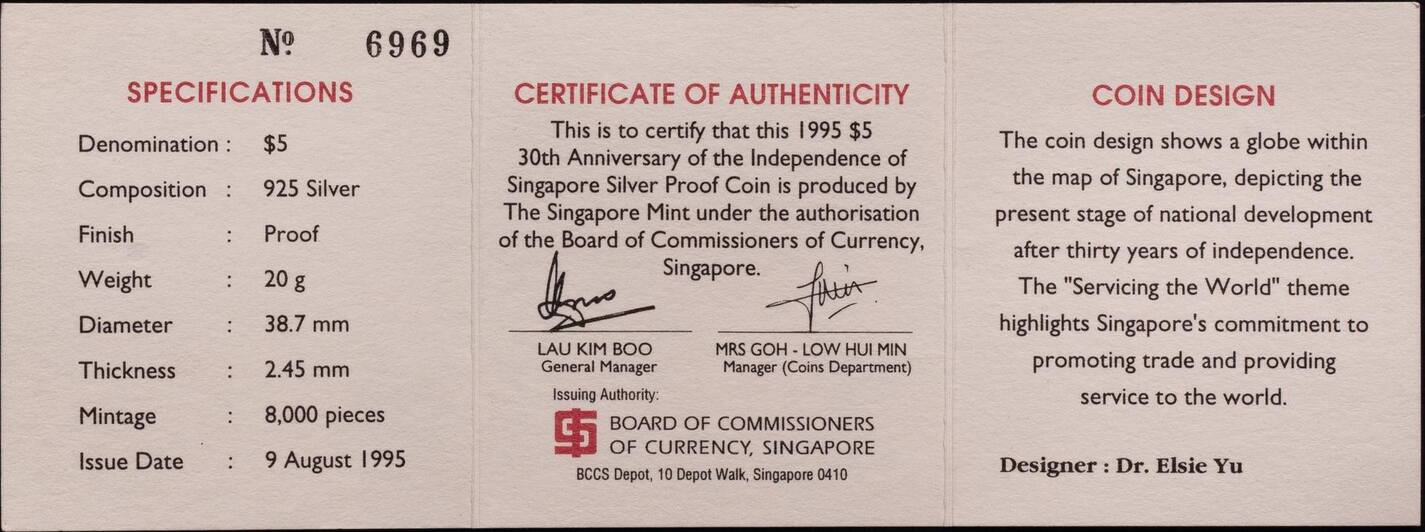 Nº 6969
SPECIFICATIONS
Denomination : $5
Composition : 925 Silver
Finish : Proof
Weight : 20 g
Diameter : 38.7 mm
Thickness : 2.45 mm
Mintage : 8,000 pieces
Issue Date : 9 August 1995
CERTIFICATE OF AUTHENTICITY
This is to certify that this 1995 $5
30th Anniversary of the Independence of
Singapore Silver Proof Coin is produced by
The Singapore Mint under the authorisation
of the Board of Commissioners of Currency,
Singapore.
LAU KIM BOO
General Manager
MRS GOH - LOW HUI MIN
Manager (Coins Department)
Issuing Authority:
BOARD OF COMMISSIONERS
OF CURRENCY, SINGAPORE
BCCS Depot, 10 Depot Walk, Singapore 0410
COIN DESIGN
The coin design shows a globe within
the map of Singapore, depicting the
present stage of national development
after thirty years of independence.
The "Servicing the World" theme
highlights Singapore's commitment to
promoting trade and providing
service to the world.
Designer : Dr. Elsie Yu